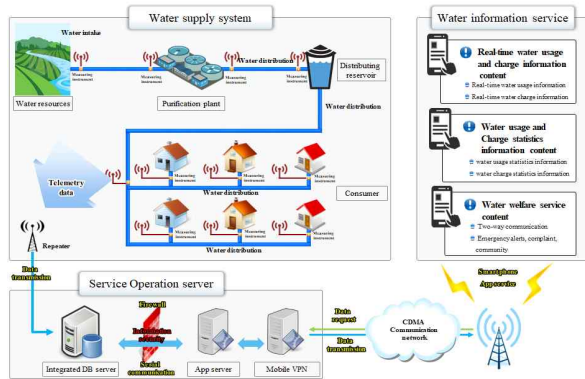 Water supply system
Water intake
Measuring instrument
Measuring instrument
Water distribution
Measuring instrument
Water resources
Purification plant
Distributing
reservoir
Water distribution
Measuring
instrument
Measuring
instrument
Measuring
instrument
Water distribution
Telemetry
data
Consumer
Measuring
instrument
Measuring
instrument
Measuring
instrument
Water distribution
Repeater
Data
transmission
Water information service
Real-time water usage
and charge information
content
Real-time water usage information
Real-time water charge information
Water usage and
Charge statistics
information content
water usage statistics information
water charge statistics information
Water welfare service
content
Two-way communication
Emergency alerts, complaint,
community
Smartphone
App service
Service Operation server
Firewall
Information
security
Serial
communication
Integrated DB server
App server
Mobile VPN
Data
request
Data
transmission
CDMA
Communication
network